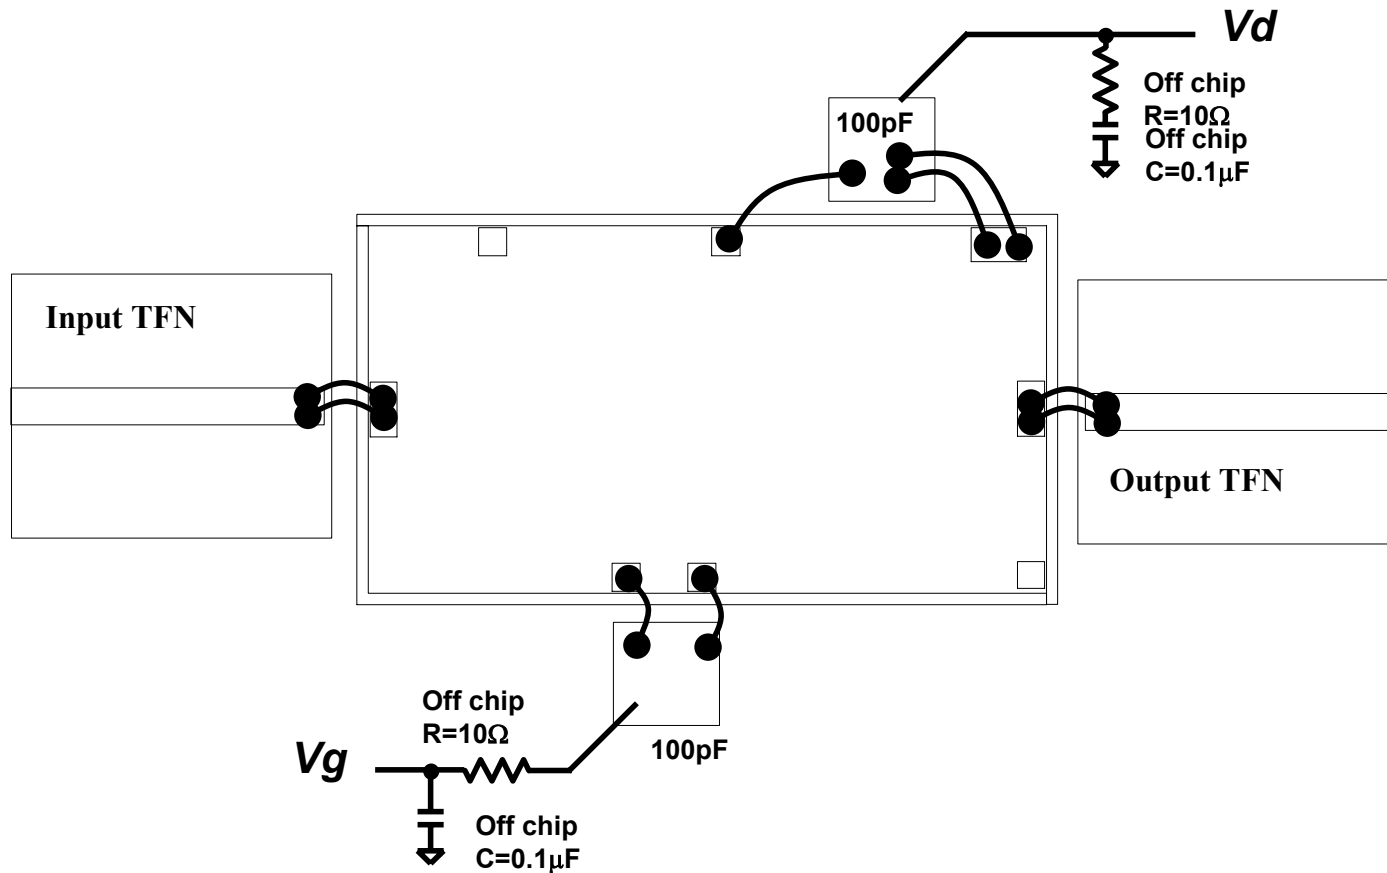 Vd
Off chip
R=10Ω
Off chip
C=0.1μF
100pF
Input TFN
Output TFN
Off chip
R=10Ω
100pF
Vg
Off chip
C=0.1μF